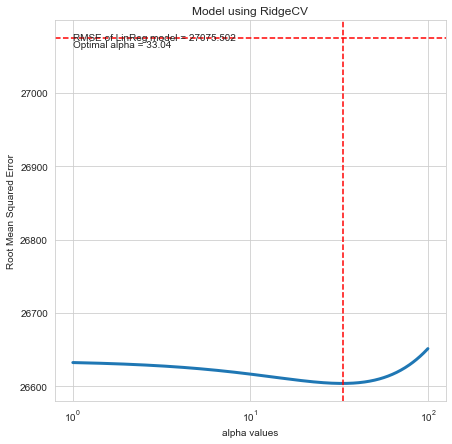 Model using RidgeCV
RMSE of LinReg model = 27075.502
Optimal alpha = 33.04
27000
26900
26800
26700
26600
Root Mean Squared Error
10⁰
10¹
10²
alpha values